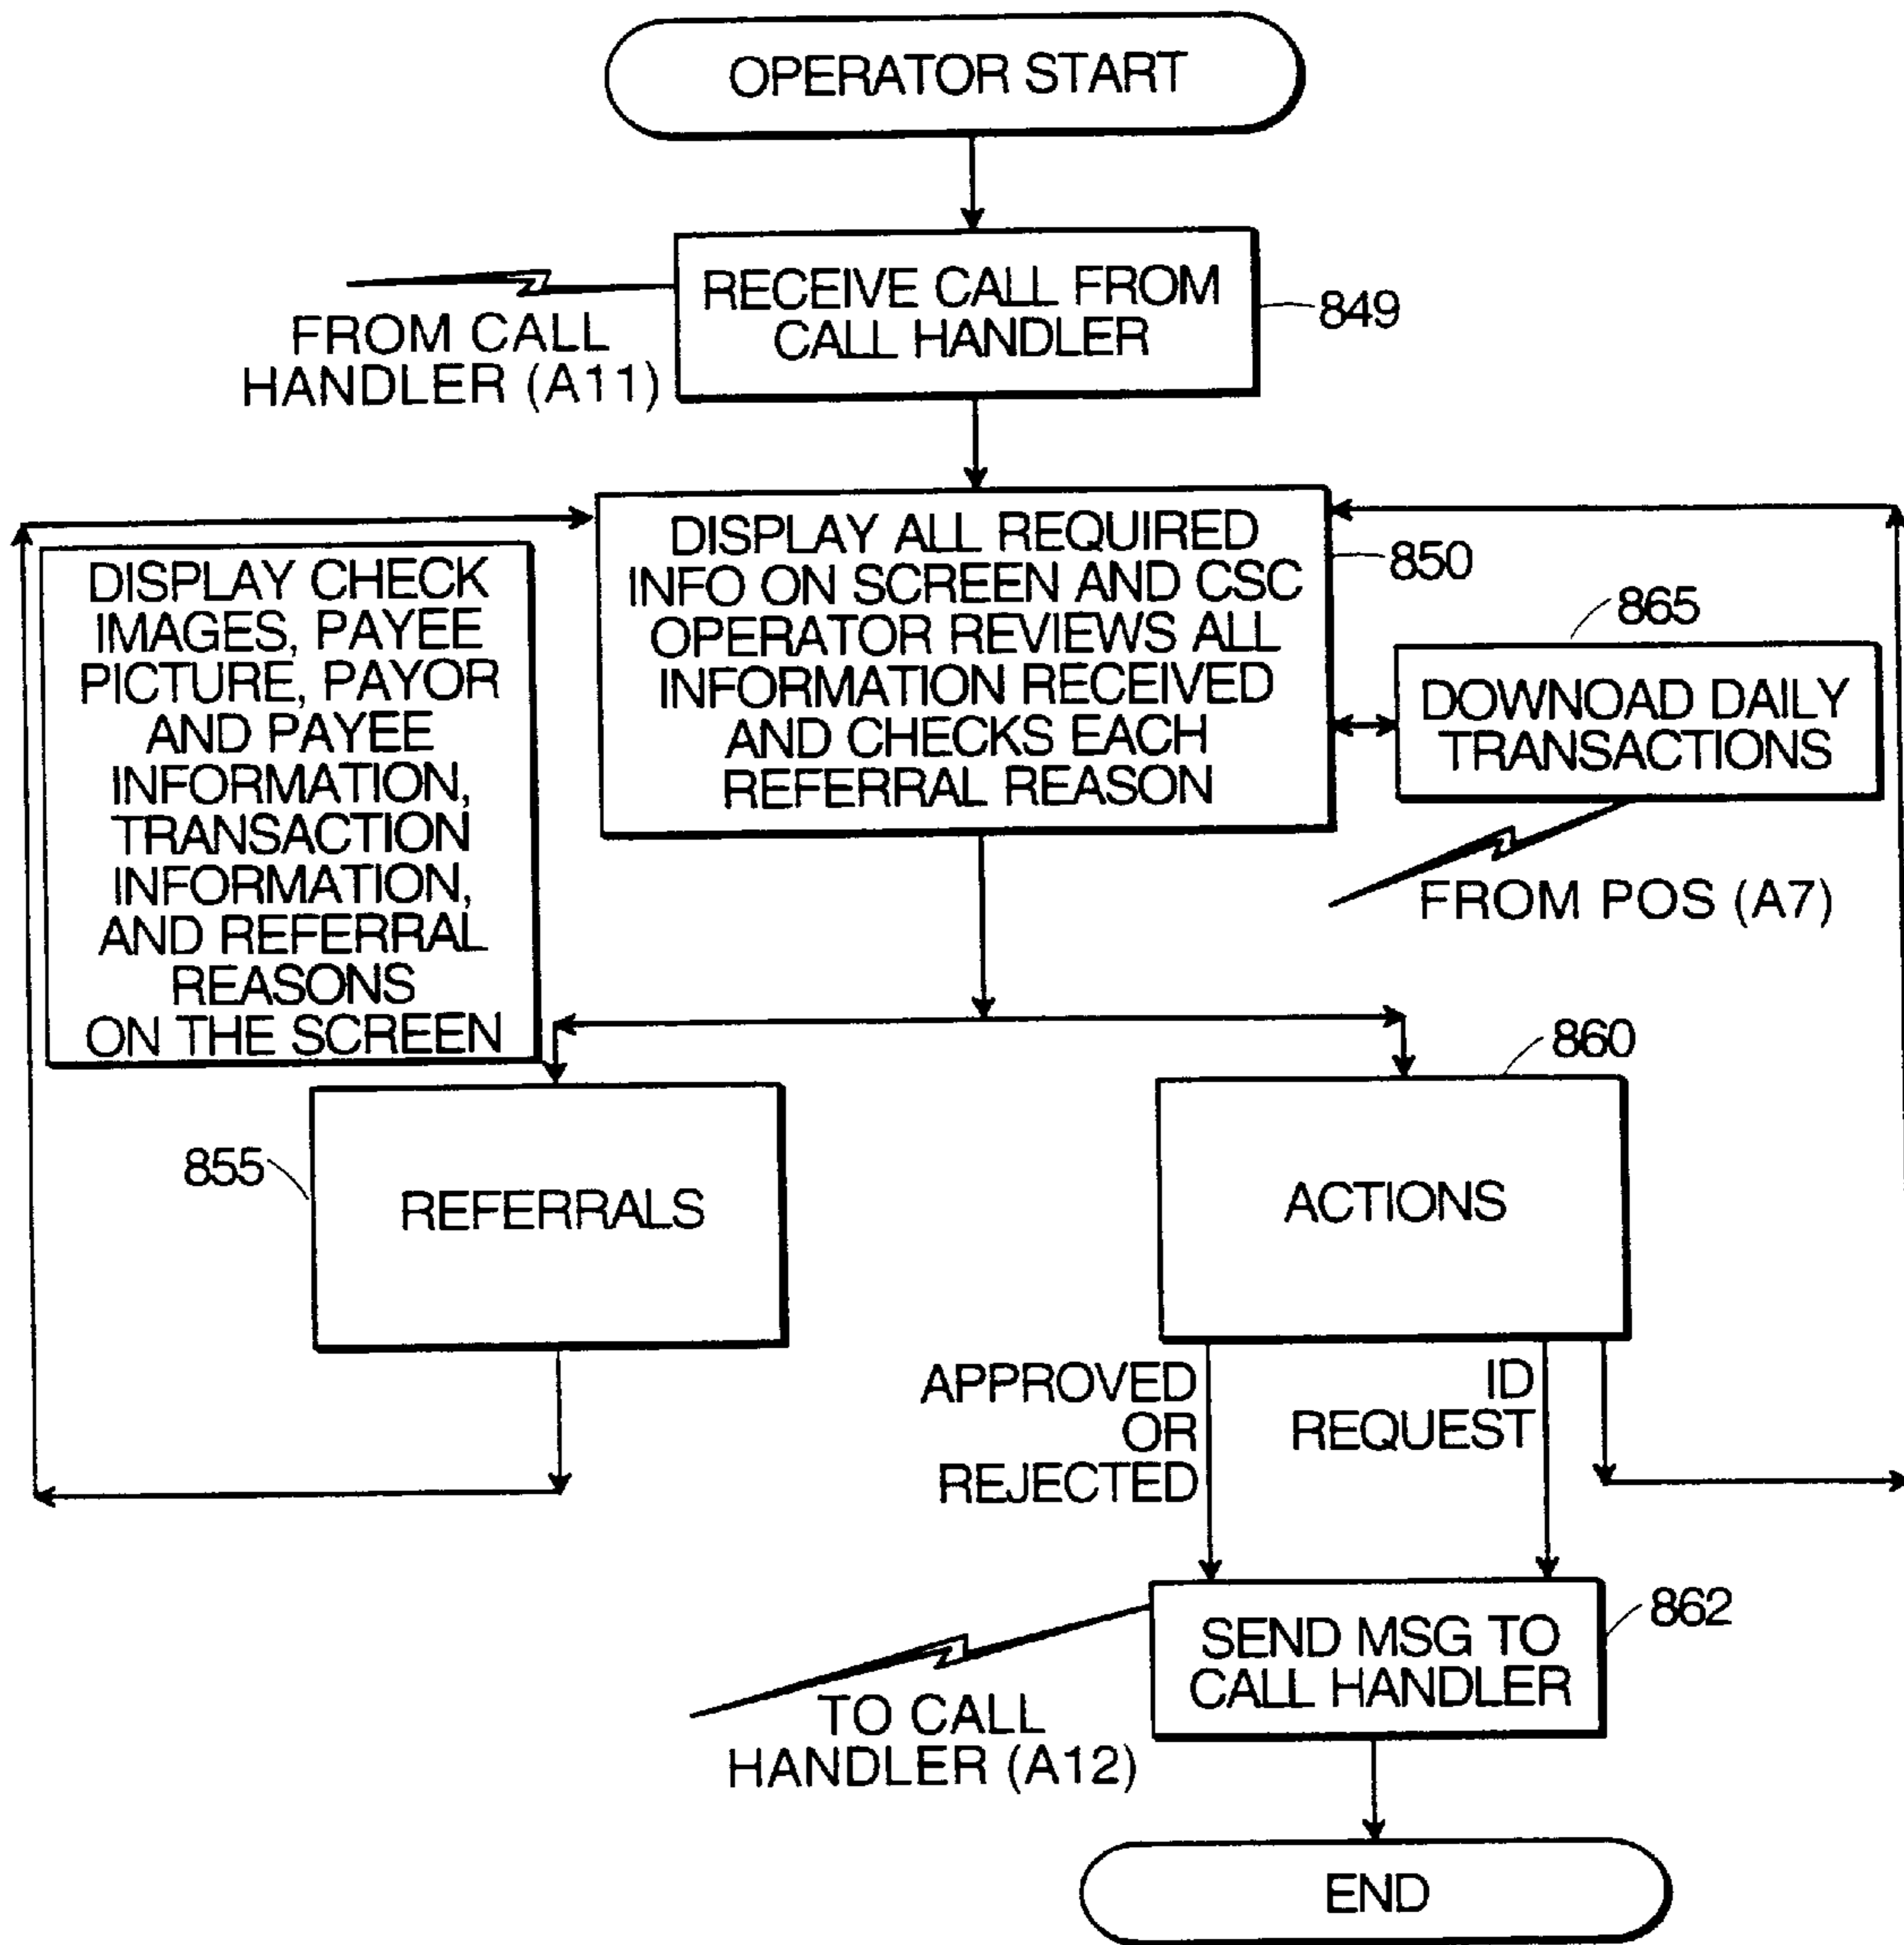 OPERATOR START
RECEIVE CALL FROM
CALL HANDLER
849
FROM CALL
HANDLER (A11)
DISPLAY ALL REQUIRED
INFO ON SCREEN AND CSC
OPERATOR REVIEWS ALL
INFORMATION RECEIVED
AND CHECKS EACH
REFERRAL REASON
850
DISPLAY CHECK
IMAGES, PAYEE
PICTURE, PAYOR
AND PAYEE
INFORMATION,
TRANSACTION
INFORMATION,
AND REFERRAL
REASONS
ON THE SCREEN
865
DOWNOAD DAILY
TRANSACTIONS
FROM POS (A7)
855
REFERRALS
860
ACTIONS
APPROVED
OR
REJECTED
ID
REQUEST
SEND MSG TO
CALL HANDLER
862
TO CALL
HANDLER (A12)
END